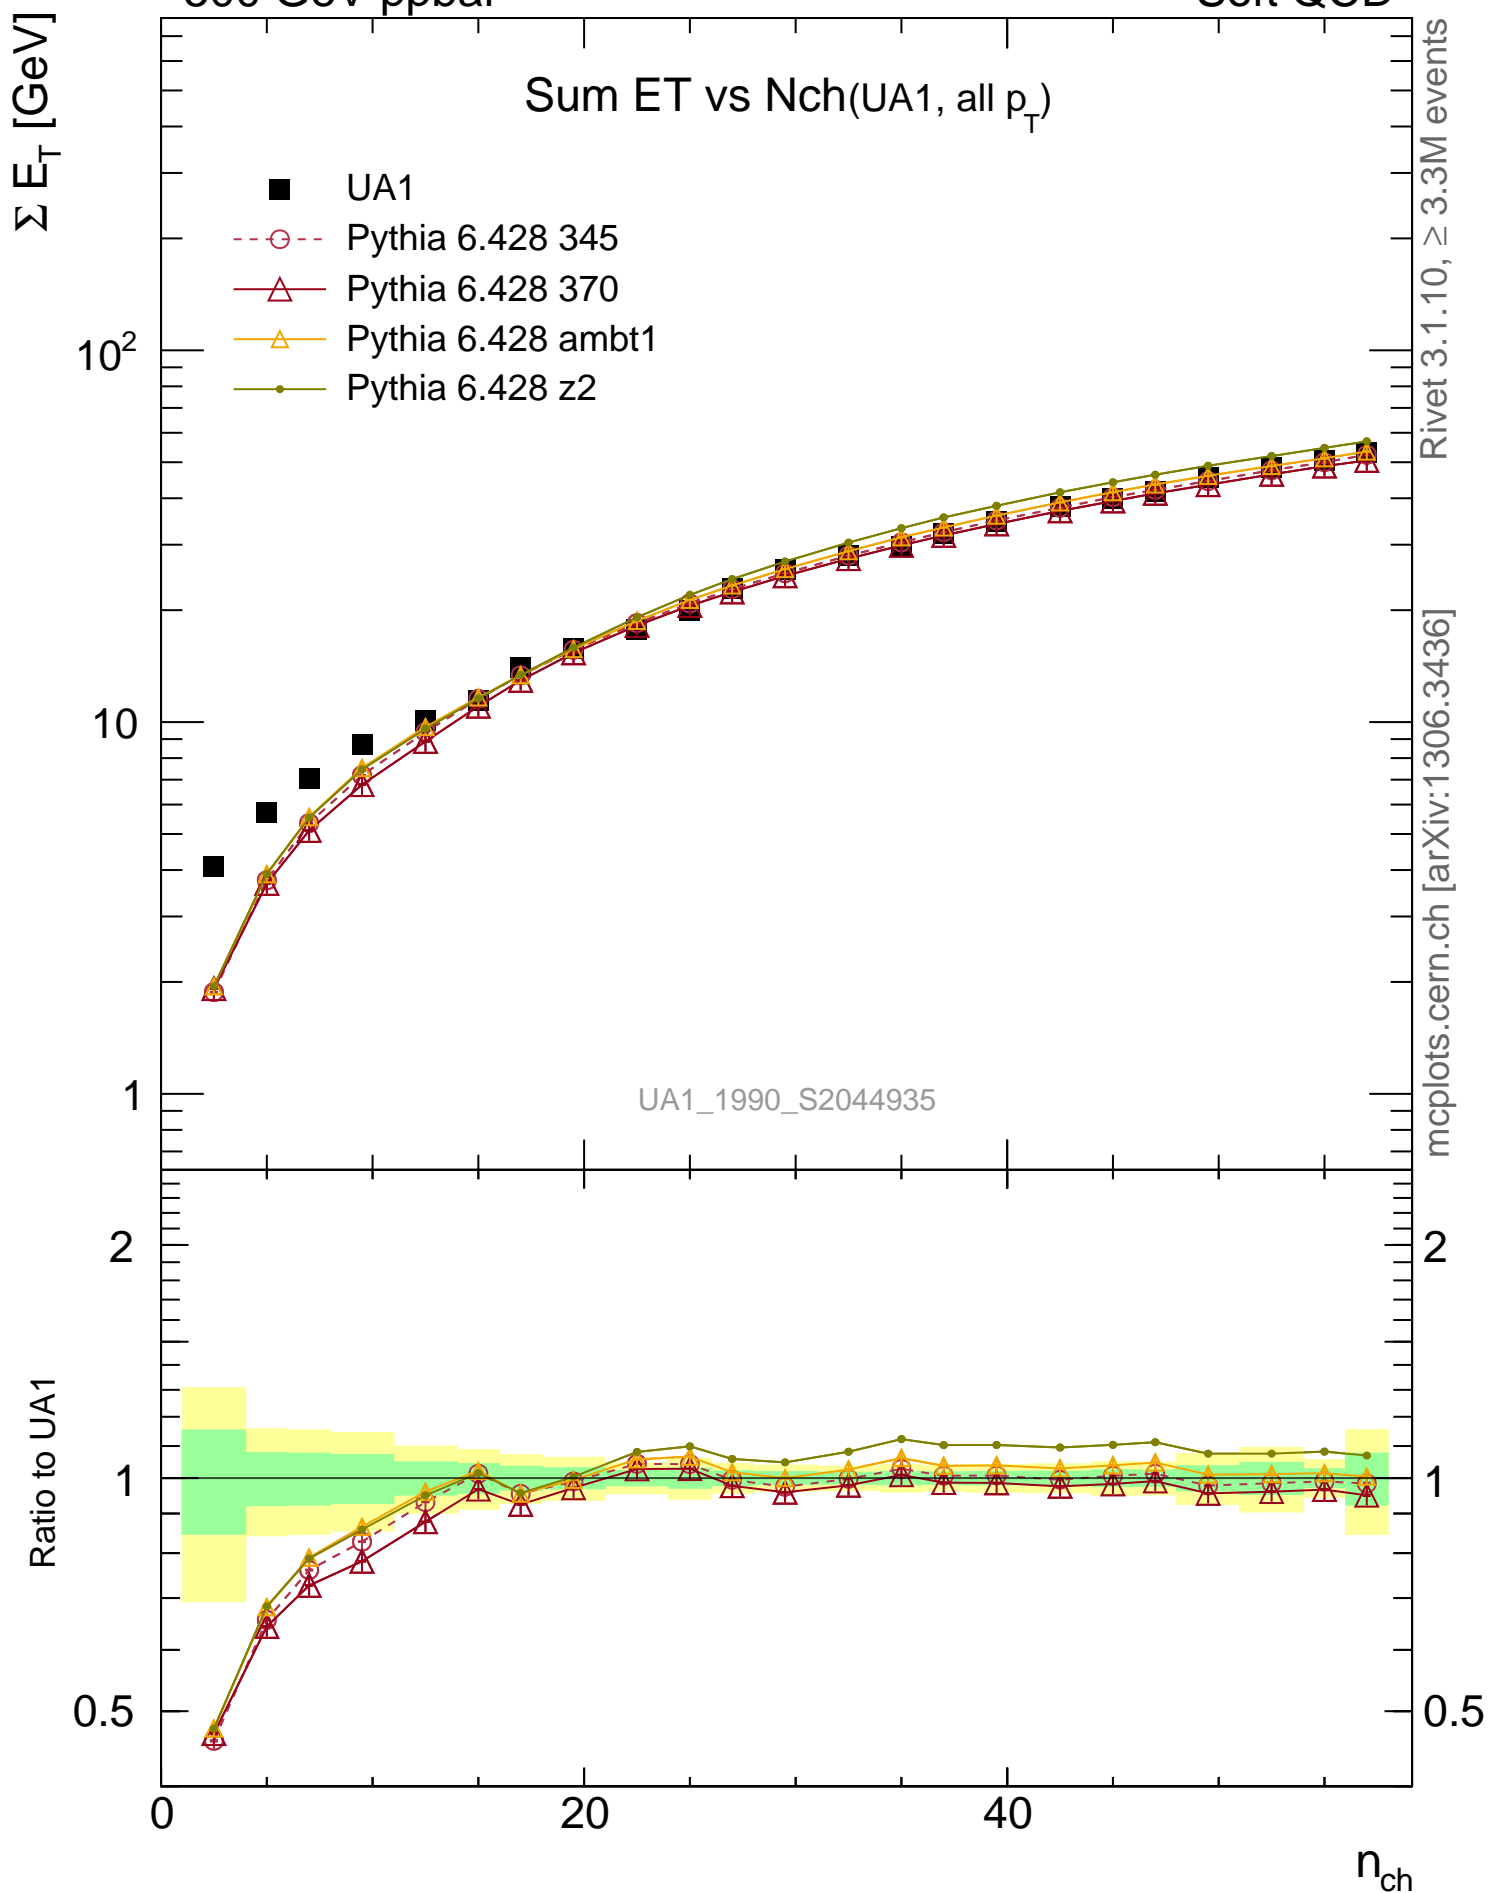 Sum ET vs Nch(UA1, all p_T)
Σ E_T [GeV]
UA1
Pythia 6.428 345
Pythia 6.428 370
Pythia 6.428 ambt1
Pythia 6.428 z2
10²
10
1
UA1_1990_S2044935
Rivet 3.1.10, ≥ 3.3M events
mcplots.cern.ch [arXiv:1306.3436]
Ratio to UA1
2
1
0.5
2
1
0.5
0
20
40
n_ch